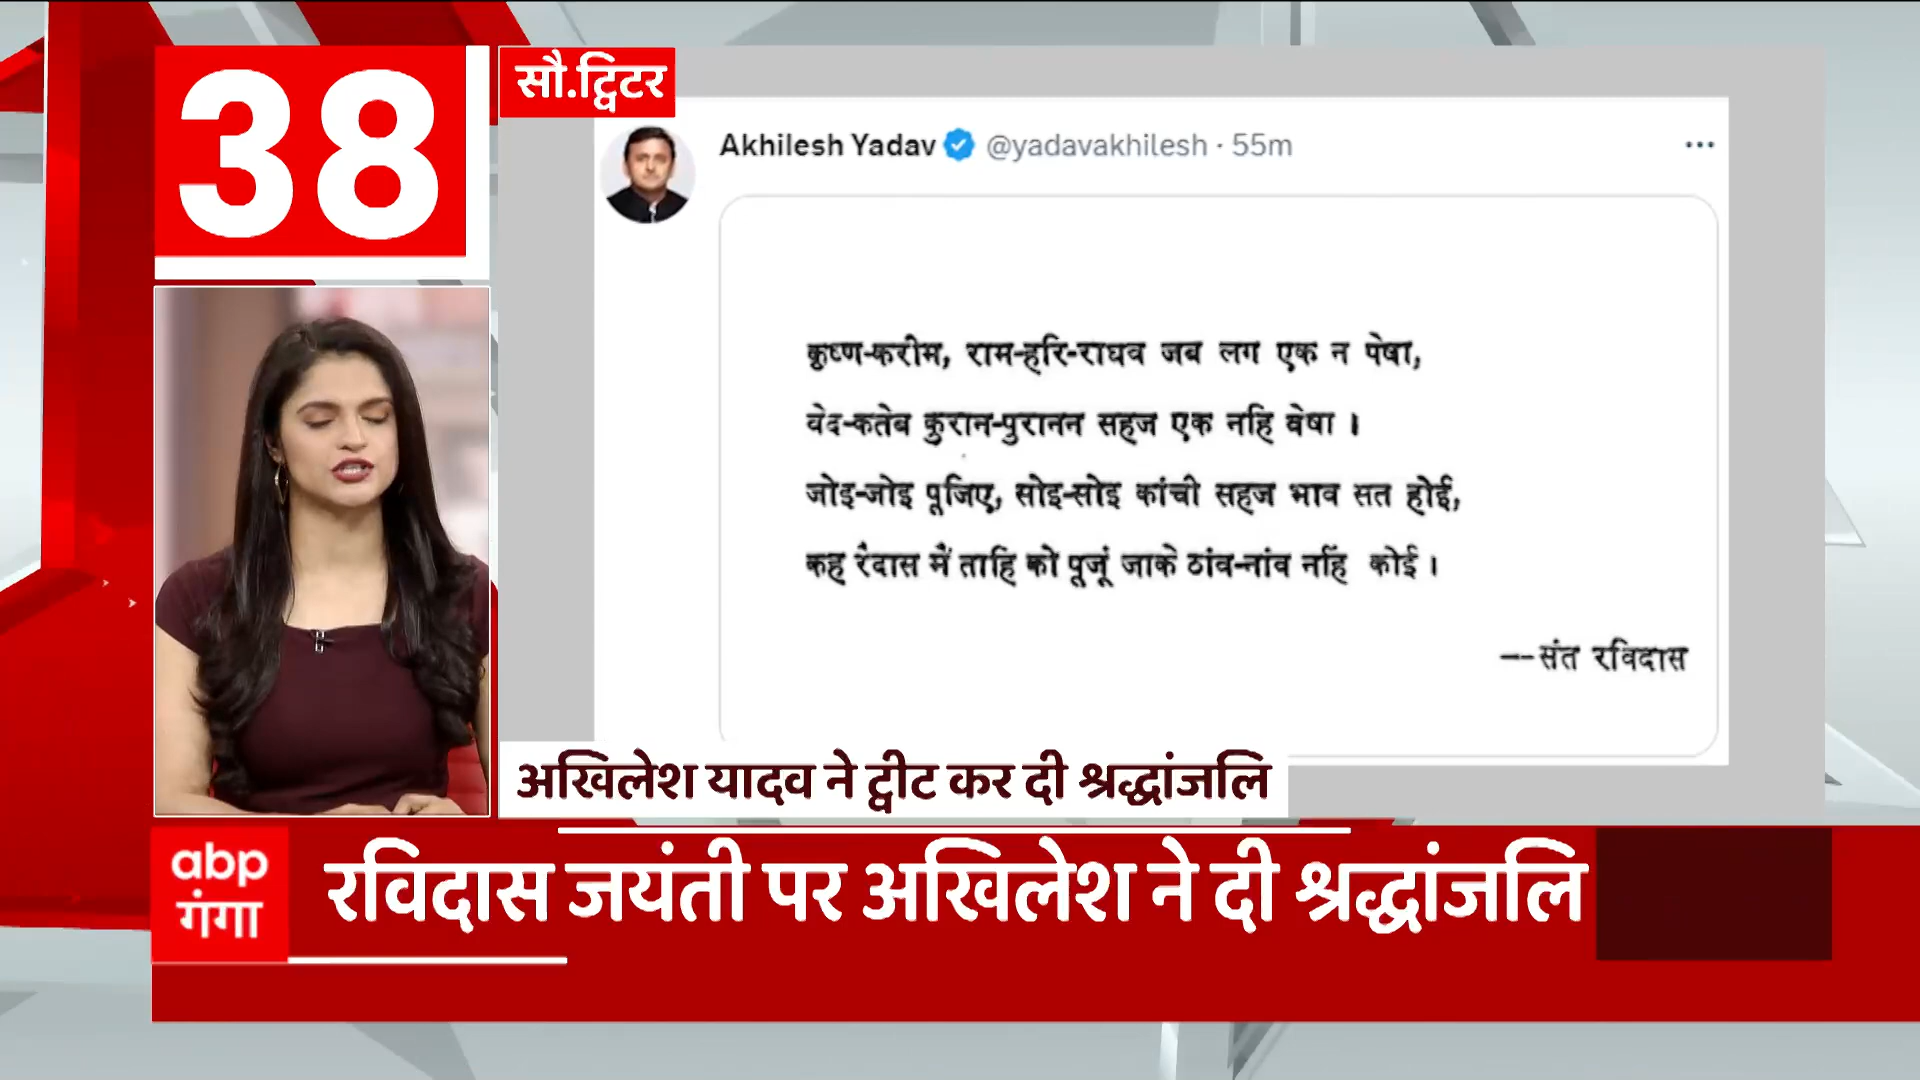 38
सौ.ट्विटर
Akhilesh Yadav @yadavakhilesh · 55m
कृष्ण-करीम, राम-हरि-राघव जब लग एक न पेषा,
वेद-कतेब कुरान-पुरानन सहज एक नहि वेषा ।
जोइ-जोइ पूजिए, सोइ-सोइ कांची सहज भाव सत होई,
कह रैदास मैं ताहि को पूजूं जाके ठांव-नांव नहिं कोई ।
--संत रविदास
अखिलेश यादव ने ट्वीट कर दी श्रद्धांजलि
abp
गंगा
रविदास जयंती पर अखिलेश ने दी श्रद्धांजलि